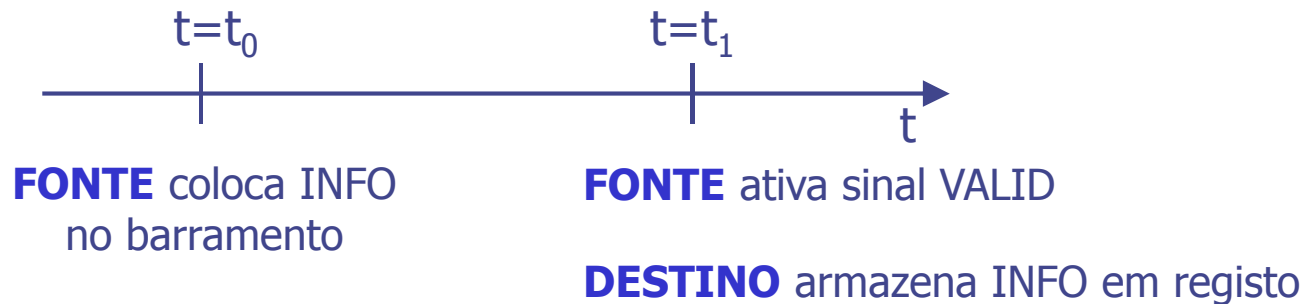 t=t₀
t=t₁
t
FONTE coloca INFO
no barramento
FONTE ativa sinal VALID
DESTINO armazena INFO em registo